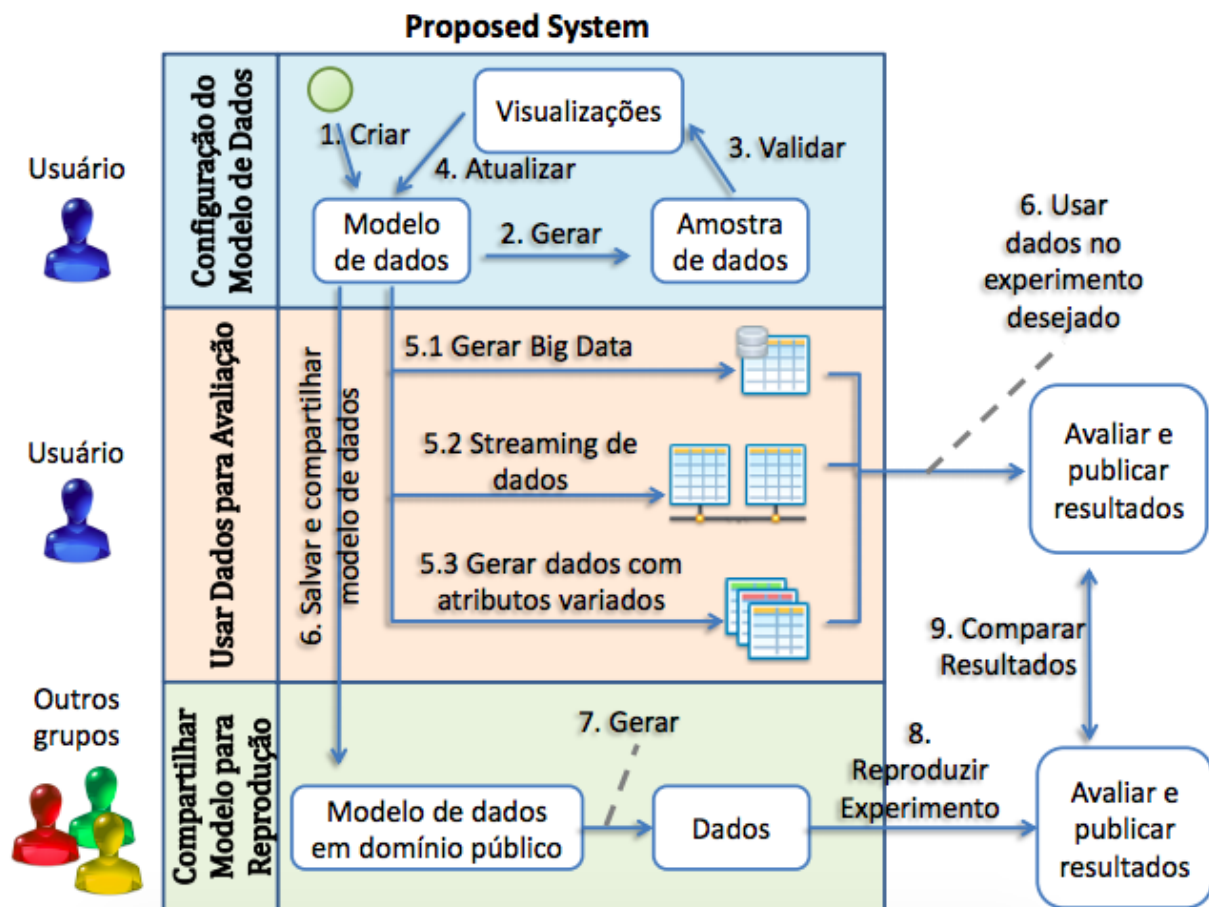 Proposed System
Usuário
Configuração do
Modelo de Dados
1. Criar
Visualizações
4. Atualizar
3. Validar
Modelo
de dados
2. Gerar
Amostra
de dados
6. Usar
dados no
experimento
desejado
Usuário
Usar Dados para Avaliação
6. Salvar e compartilhar
modelo de dados
5.1 Gerar Big Data
5.2 Streaming de
dados
5.3 Gerar dados com
atributos variados
Avaliar e
publicar
resultados
9. Comparar
Resultados
Outros
grupos
Compartilhar
Modelo para
Reprodução
Modelo de dados
em domínio público
7. Gerar
Dados
8.
Reproduzir
Experimento
Avaliar e
publicar
resultados